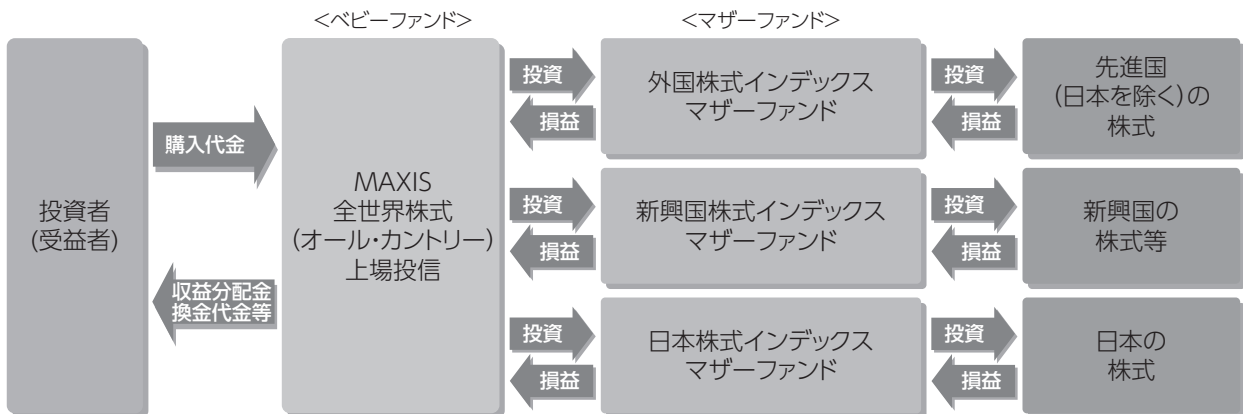 <ベビーファンド>
<マザーファンド>
投資者
(受益者)
購入代金
収益分配金
換金代金等
MAXIS
全世界株式
(オール・カントリー)
上場投信
投資
損益
外国株式インデックス
マザーファンド
投資
損益
先進国
(日本を除く)の
株式
投資
損益
新興国株式インデックス
マザーファンド
投資
損益
新興国の
株式等
投資
損益
日本株式インデックス
マザーファンド
投資
損益
日本の
株式